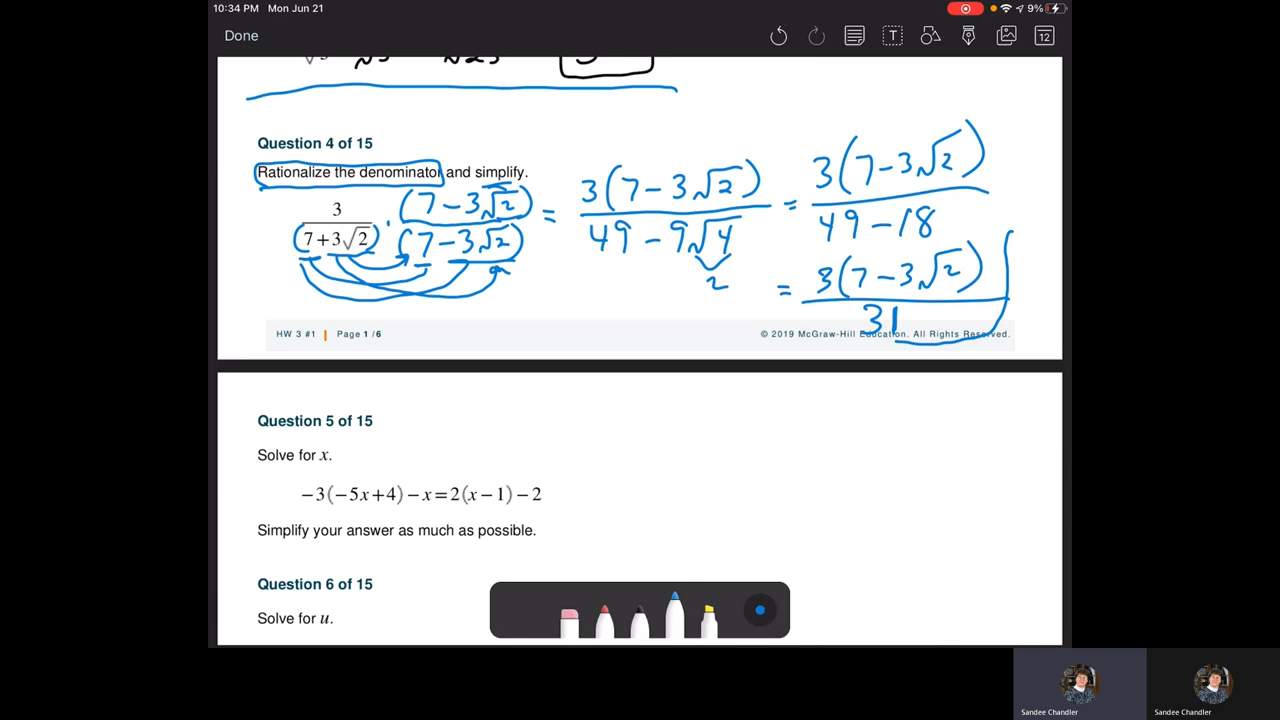 10:34 PM Mon Jun 21
9%
Done
T
12
Question 4 of 15
Rationalize the denominator and simplify.
3/(7+3√2) · (7-3√2)/(7-3√2) = 3(7-3√2)/(49-9√4) = 3(7-3√2)/(49-18)
2
= 3(7-3√2)/31
HW 3 #1 | Page 1 /6
© 2019 McGraw-Hill Education. All Rights Reserved.
Question 5 of 15
Solve for x.
−3(−5x+4)−x=2(x−1)−2
Simplify your answer as much as possible.
Question 6 of 15
Solve for u.
Sandee Chandler
Sandee Chandler